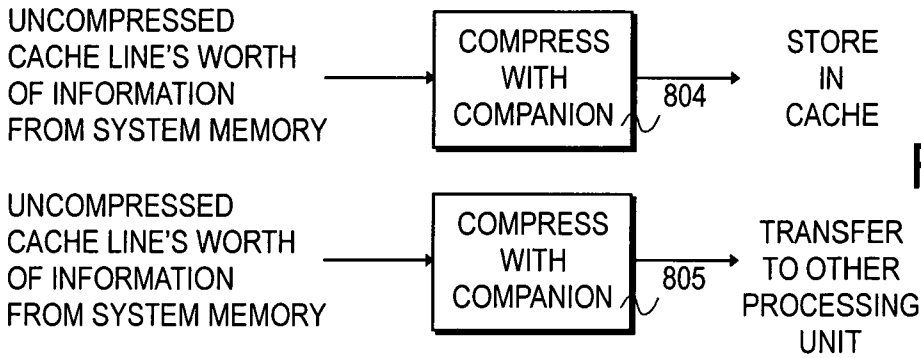 UNCOMPRESSED
CACHE LINE'S WORTH
OF INFORMATION
FROM SYSTEM MEMORY
COMPRESS
WITH
COMPANION
804
STORE
IN
CACHE
UNCOMPRESSED
CACHE LINE'S WORTH
OF INFORMATION
FROM SYSTEM MEMORY
COMPRESS
WITH
COMPANION
805
TRANSFER
TO OTHER
PROCESSING
UNIT